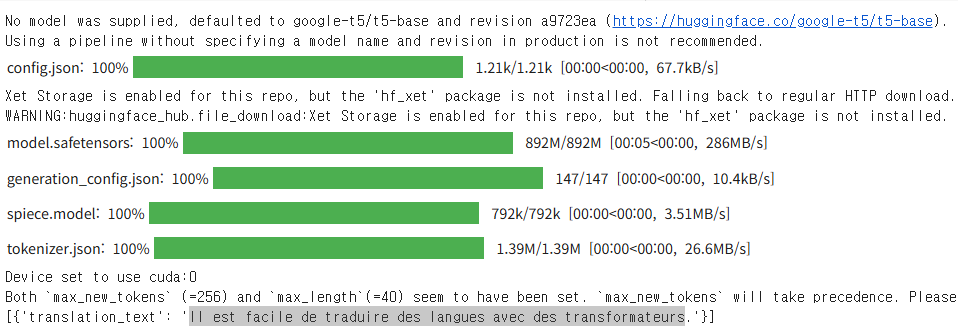 No model was supplied, defaulted to google-t5/t5-base and revision a9723ea (https://huggingface.co/google-t5/t5-base).
Using a pipeline without specifying a model name and revision in production is not recommended.
config.json: 100% 1.21k/1.21k [00:00<00:00, 67.7kB/s]
Xet Storage is enabled for this repo, but the 'hf_xet' package is not installed. Falling back to regular HTTP download.
WARNING:huggingface_hub.file_download:Xet Storage is enabled for this repo, but the 'hf_xet' package is not installed.
model.safetensors: 100% 892M/892M [00:05<00:00, 286MB/s]
generation_config.json: 100% 147/147 [00:00<00:00, 10.4kB/s]
spiece.model: 100% 792k/792k [00:00<00:00, 3.51MB/s]
tokenizer.json: 100% 1.39M/1.39M [00:00<00:00, 26.6MB/s]
Device set to use cuda:0
Both `max_new_tokens` (=256) and `max_length`(=40) seem to have been set. `max_new_tokens` will take precedence. Please
[{'translation_text': 'Il est facile de traduire des langues avec des transformateurs.'}]